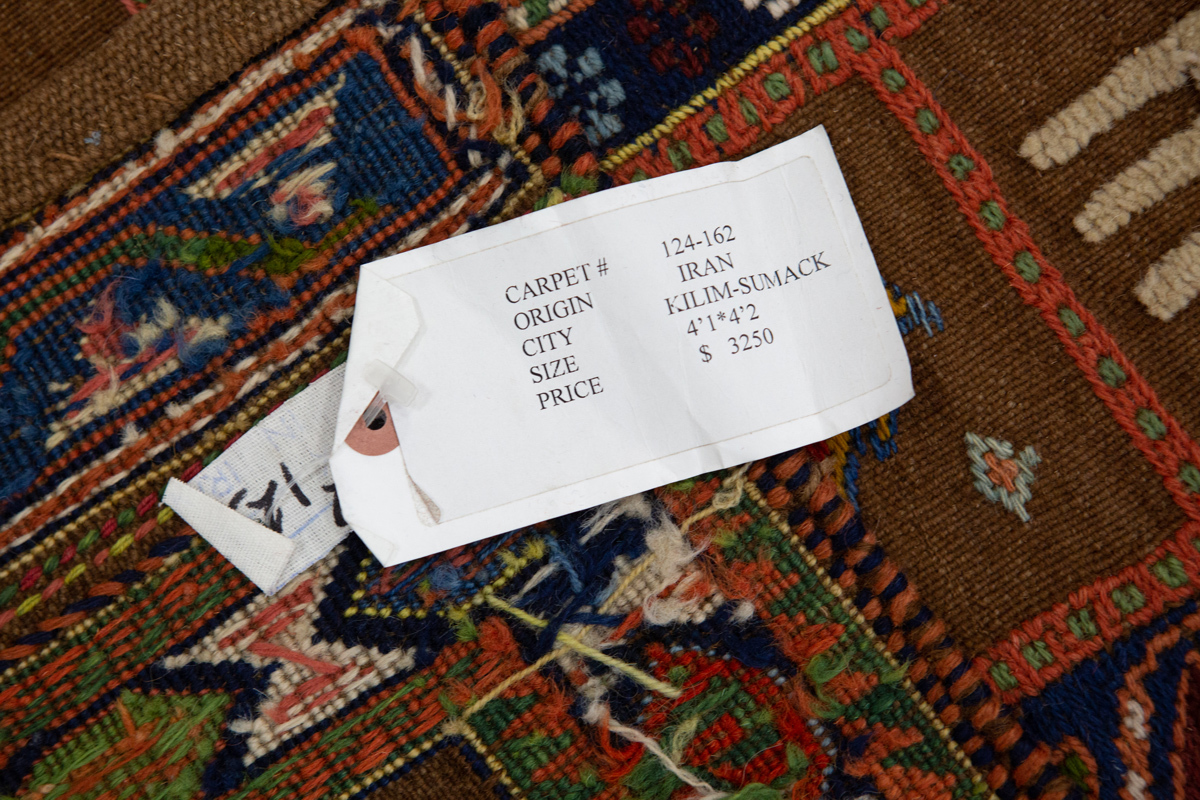 CARPET # 124-162
ORIGIN IRAN
CITY KILIM-SUMACK
SIZE 4'1*4'2
PRICE $ 3250